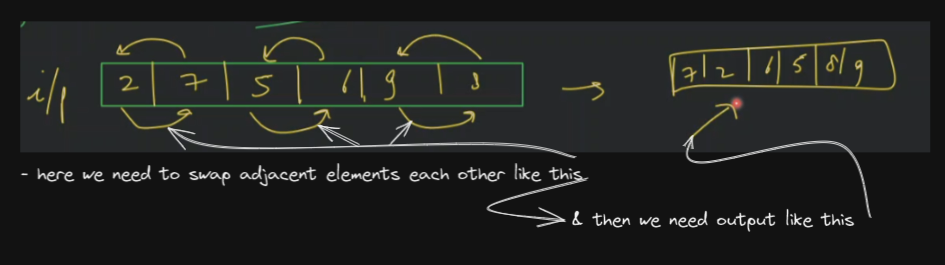 i/p 2 7 5 6 9 8 → 7 2 6 5 8 9
- here we need to swap adjacent elements each other like this
& then we need output like this